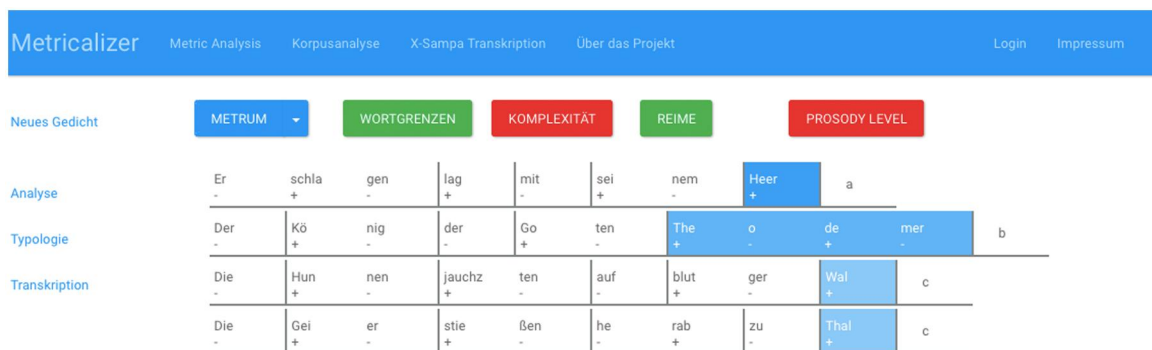 Metricalizer Metric Analysis Korpusanalyse X-Sampa Transkription Über das Projekt Login Impressum
Neues Gedicht METRUM WORTGRENZEN KOMPLEXITÄT REIME PROSODY LEVEL
Analyse
Er schla gen lag mit sei nem Heer a
- + - + - + - +
Typologie
Der Kö nig der Go ten The o de mer b
- + - - + - + - + -
Transkription
Die Hun nen jauchz ten auf blut ger Wal c
- + - + - - + - +
Die Gei er stie ßen he rab zu Thal c
- + - + - - + - +